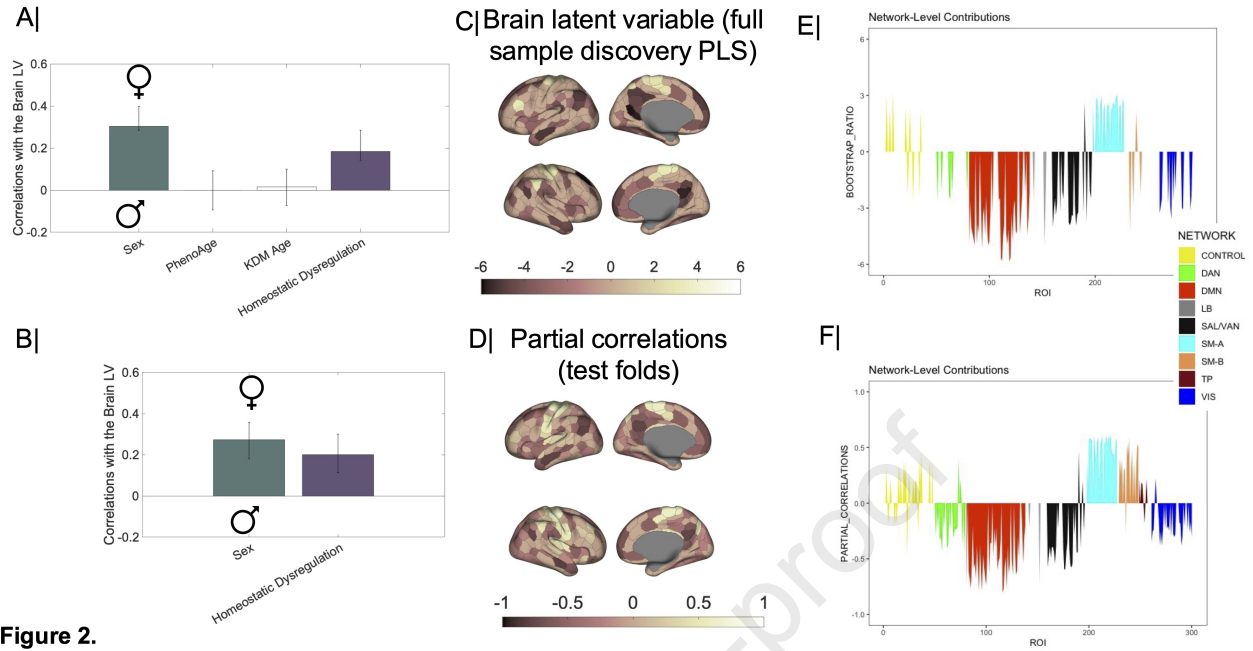 A|
0.6
0.4
0.2
0
-0.2
Correlations with the Brain LV
♀
♂
Sex
PhenoAge
KDM Age
Homeostatic Dysregulation
B|
0.6
0.4
0.2
0
-0.2
Correlations with the Brain LV
♀
♂
Sex
Homeostatic Dysregulation
Figure 2.
C| Brain latent variable (full
sample discovery PLS)
-6 -4 -2 0 2 4 6
D| Partial correlations
(test folds)
-1 -0.5 0 0.5 1
E|
Network-Level Contributions
6
3
0
-3
-6
BOOTSTRAP_RATIO
0 100 200
ROI
NETWORK
CONTROL
DAN
DMN
LB
SAL/VAN
SM-A
SM-B
TP
VIS
F|
Network-Level Contributions
1.0
0.5
0.0
-0.5
-1.0
PARTIAL_CORRELATIONS
0 100 200 300
ROI
-proof